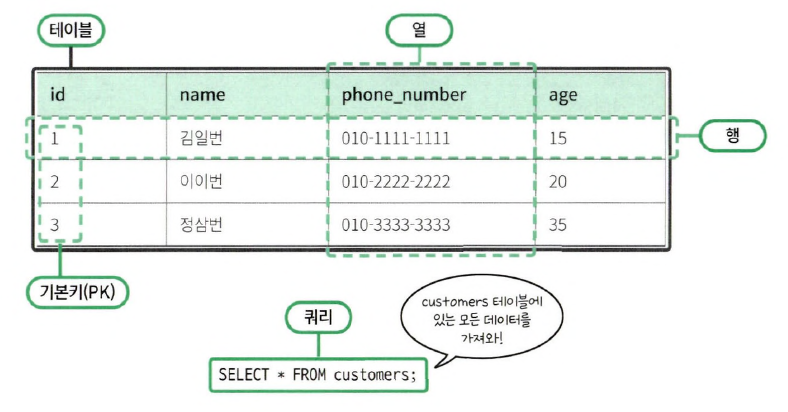 테이블
열
id name phone_number age
1 김일번 010-1111-1111 15
행
2 이이번 010-2222-2222 20
3 정삼번 010-3333-3333 35
기본키(PK)
쿼리
customers 테이블에
있는 모든 데이터를
가져와!
SELECT * FROM customers;